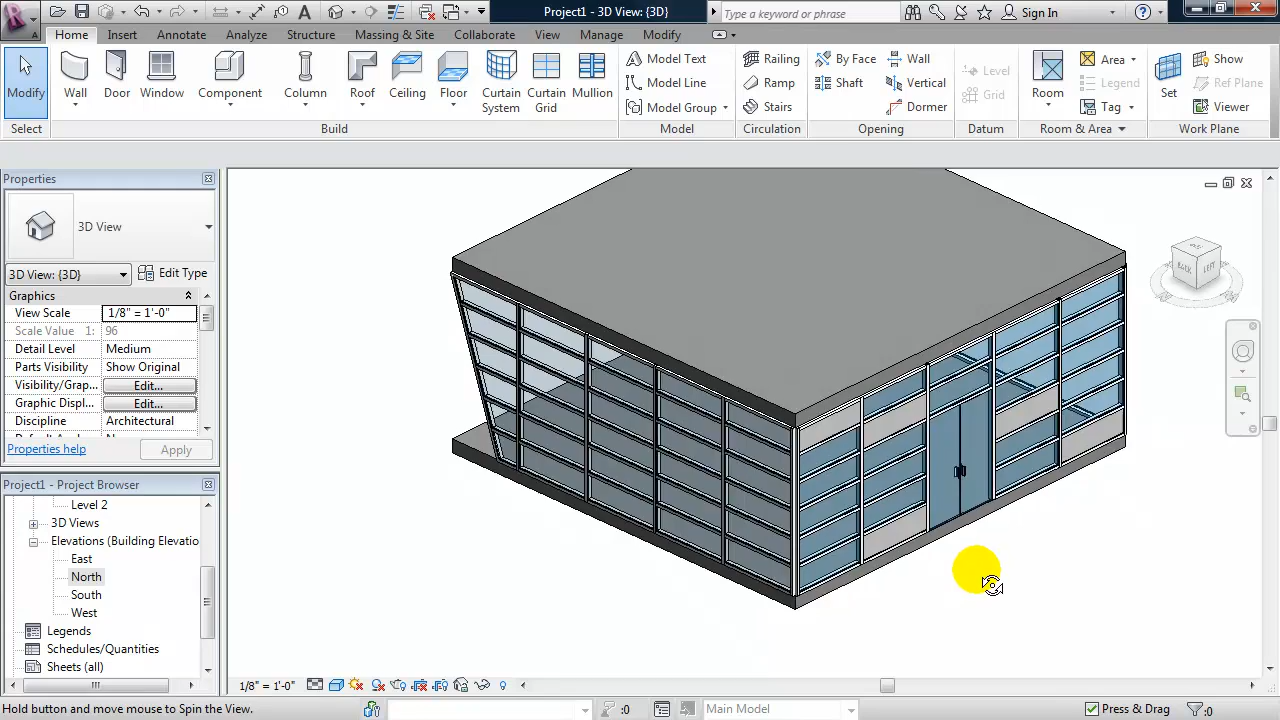 Project1 - 3D View: {3D}
Type a keyword or phrase
Sign In
Home Insert Annotate Analyze Structure Massing & Site Collaborate View Manage Modify
Modify
Wall
Door
Window
Component
Column
Roof
Ceiling
Floor
Curtain System
Curtain Grid
Mullion
Model Text
Model Line
Model Group
Railing
Ramp
Stairs
By Face
Shaft
Wall
Vertical
Dormer
Level
Grid
Room
Area
Legend
Tag
Set
Show
Ref Plane
Viewer
Select Build Model Circulation Opening Datum Room & Area Work Plane
Properties
3D View
3D View: {3D} Edit Type
Graphics
View Scale 1/8" = 1'-0"
Scale Value 1: 96
Detail Level Medium
Parts Visibility Show Original
Visibility/Grap... Edit...
Graphic Displ... Edit...
Discipline Architectural
Properties help Apply
Project1 - Project Browser
Level 2
3D Views
Elevations (Building Elevatio
East
North
South
West
Legends
Schedules/Quantities
Sheets (all)
BACK LEFT
1/8" = 1'-0"
Hold button and move mouse to Spin the View.
:0
Main Model
Press & Drag
:0